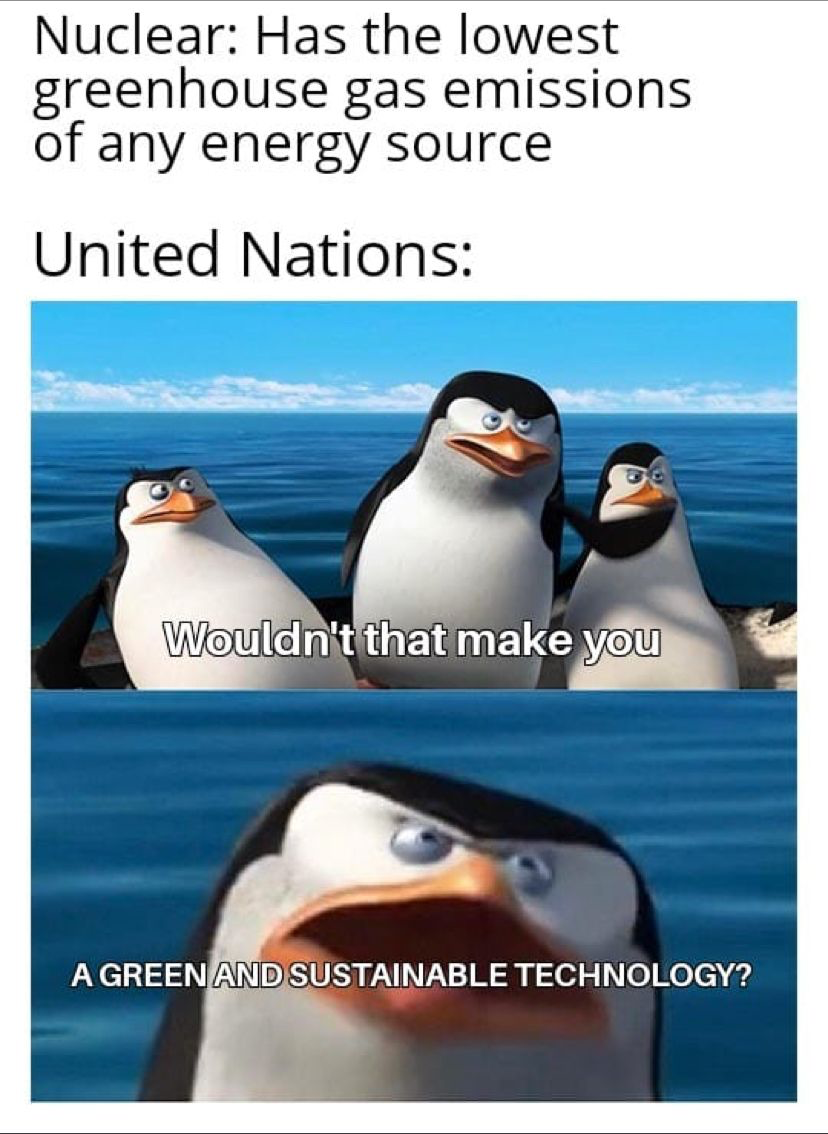 Nuclear: Has the lowest
greenhouse gas emissions
of any energy source
United Nations:
Wouldn't that make you
A GREEN AND SUSTAINABLE TECHNOLOGY?